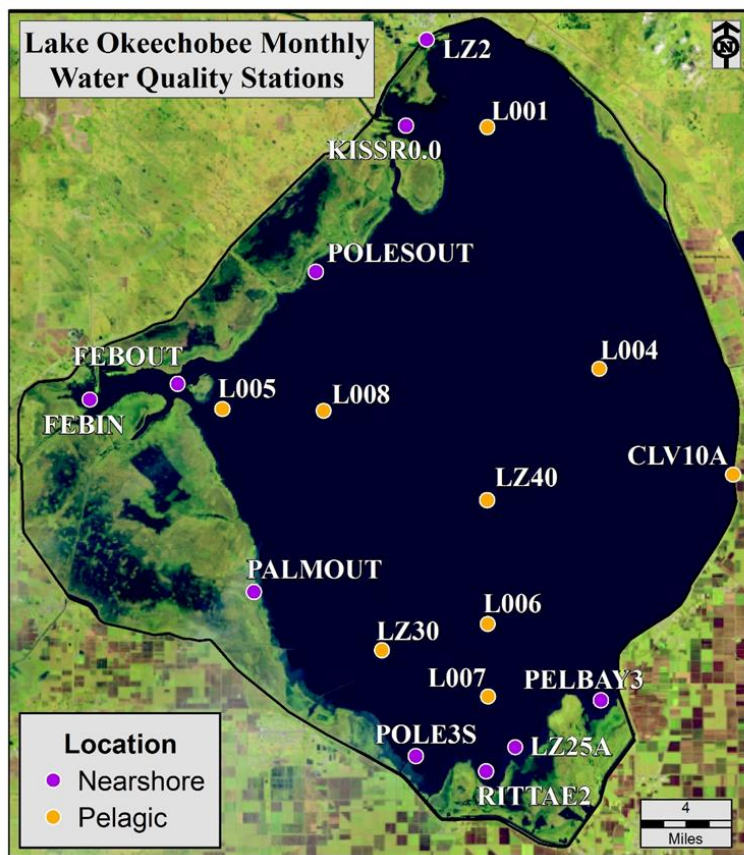 Lake Okeechobee Monthly
Water Quality Stations
N
LZ2
L001
KISSR0.0
POLESOUT
L004
FEBOUT
L005
L008
FEBIN
CLV10A
LZ40
PALMOUT
L006
LZ30
L007
PELBAY3
POLE3S
LZ25A
RITTAE2
Location
Nearshore
Pelagic
4
Miles